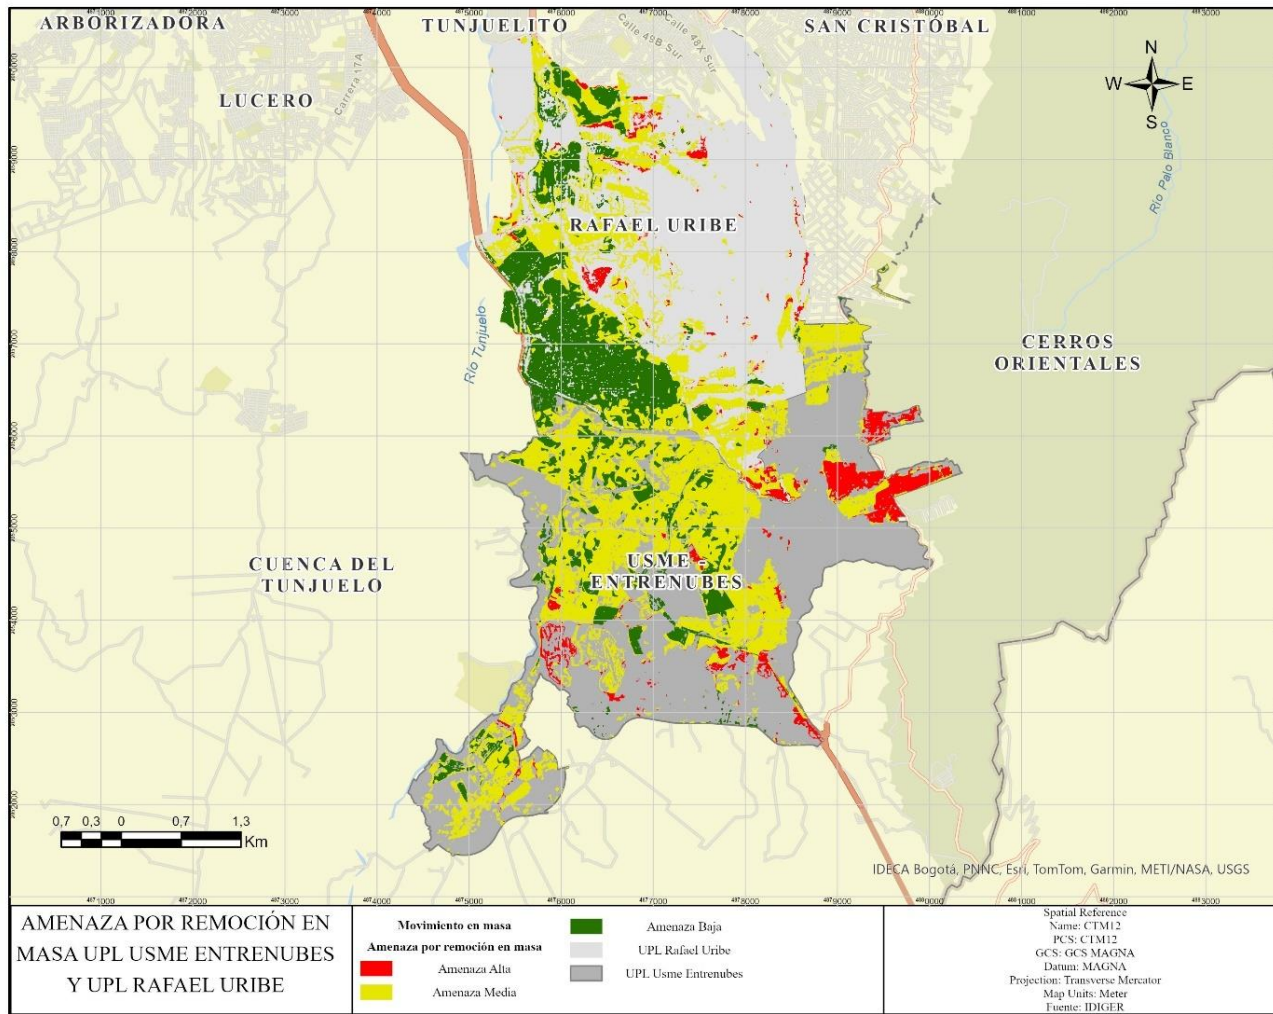 ARBORIZADORA
TUNJUELITO
SAN CRISTÓBAL
Calle 49B Sur
Calle 48X Sur
LUCERO
Carrera 17A
N
W
E
S
Río Palo Blanco
RAFAEL URIBE
Río Tunjuelo
CERROS
ORIENTALES
CUENCA DEL
TUNJUELO
USME -
ENTRENUBES
0,7 0,3 0 0,7 1,3
Km
IDECA Bogotá, PNNC, Esri, TomTom, Garmin, METI/NASA, USGS
AMENAZA POR REMOCIÓN EN
MASA UPL USME ENTRENUBES
Y UPL RAFAEL URIBE
Movimiento en masa
Amenaza por remoción en masa
Amenaza Alta
Amenaza Media
Amenaza Baja
UPL Rafael Uribe
UPL Usme Entrenubes
Spatial Reference
Name: CTM12
PCS: CTM12
GCS: GCS MAGNA
Datum: MAGNA
Projection: Transverse Mercator
Map Units: Meter
Fuente: IDIGER